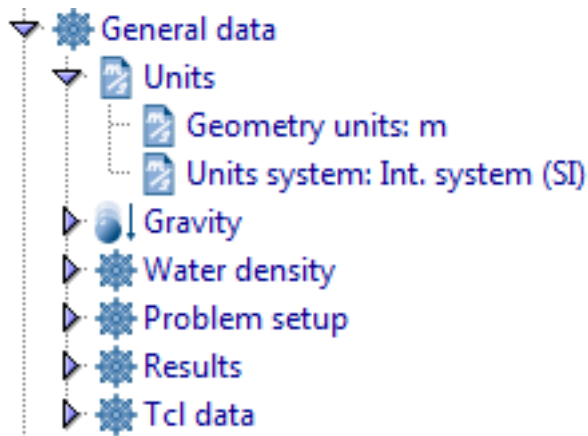 General data
Units
Geometry units: m
Units system: Int. system (SI)
Gravity
Water density
Problem setup
Results
Tcl data